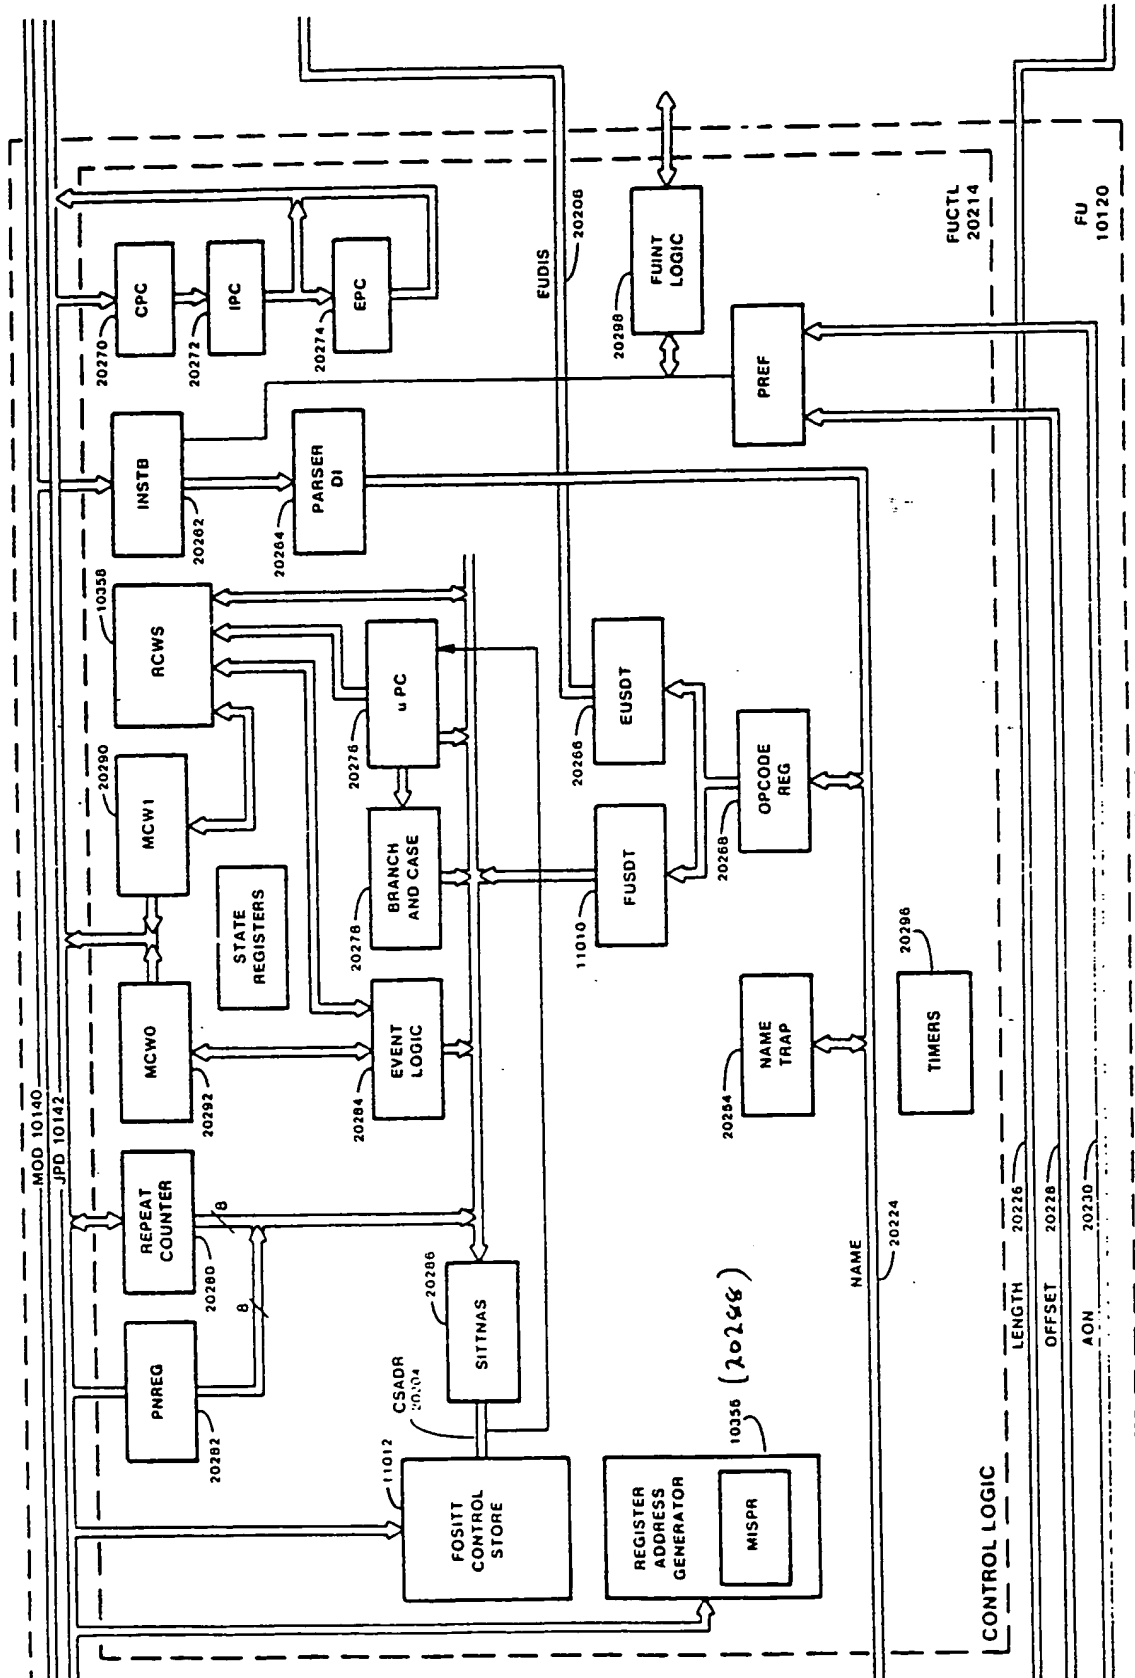 MOD 10140
JPD 10142
PNREG
20282
REPEAT
COUNTER
20280
8
8
MCW0
20292
STATE
REGISTERS
MCW1
20290
RCWS
10358
INSTB
20262
CPC
20270
IPC
20272
EPC
20274
PARSER
DI
20264
FOSITT
CONTROL
STORE
11012
CSADR
20204
SITTNAS
20286
EVENT
LOGIC
20284
BRANCH
AND CASE
20278
u PC
20276
EUDIS
20206
REGISTER
ADDRESS
GENERATOR
MISPR
10356 (20288)
FUSDT
11010
EUSDT
20266
FUINT
LOGIC
20298
NAME
TRAP
20254
OPCODE
REG
20268
PREF
NAME
20224
TIMERS
20296
CONTROL LOGIC
FUCTL
20214
LENGTH
20226
OFFSET
20228
AON
20230
FU
10120